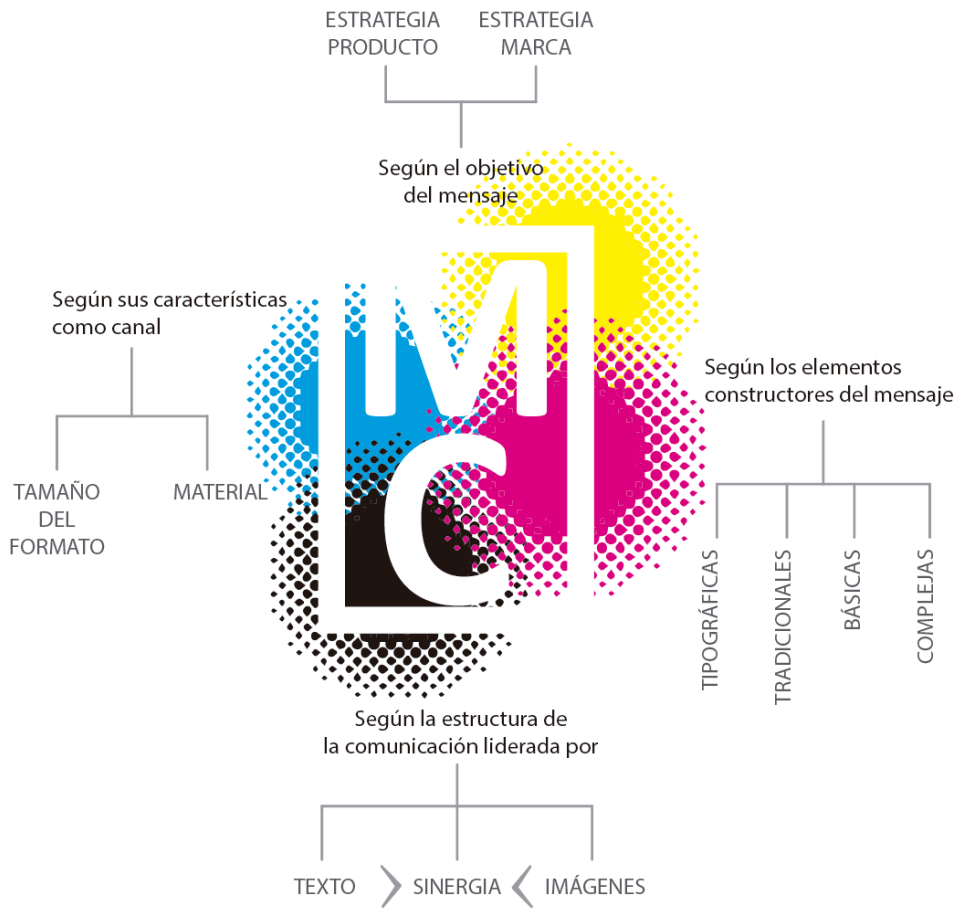 ESTRATEGIA
PRODUCTO
ESTRATEGIA
MARCA
Según el objetivo
del mensaje
Según sus características
como canal
TAMAÑO
DEL
FORMATO
MATERIAL
MC
Según los elementos
constructores del mensaje
TIPOGRÁFICAS
TRADICIONALES
BÁSICAS
COMPLEJAS
Según la estructura de
la comunicación liderada por
TEXTO
SINERGIA
IMÁGENES